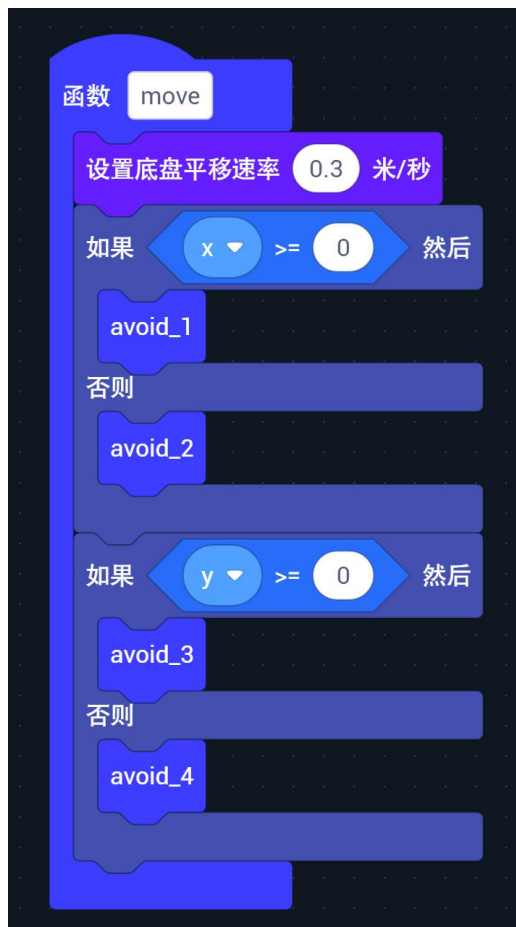 函数 move
设置底盘平移速率 0.3 米/秒
如果 x >= 0 然后
avoid_1
否则
avoid_2
如果 y >= 0 然后
avoid_3
否则
avoid_4